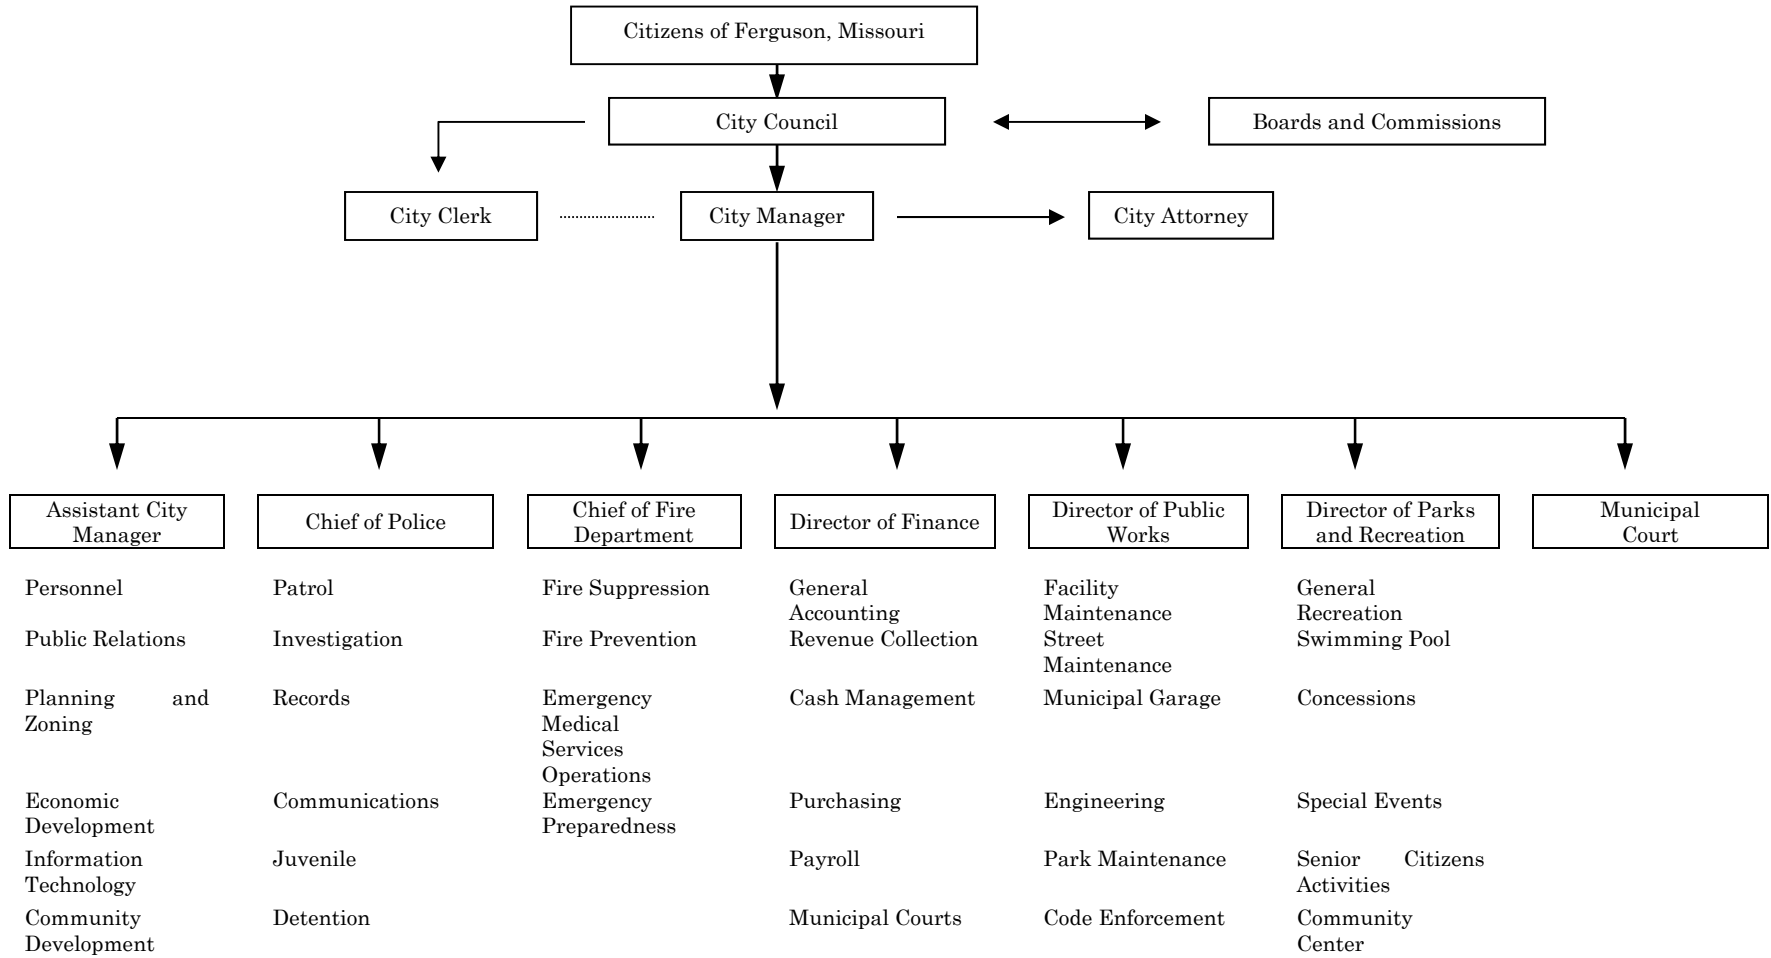 Citizens of Ferguson, Missouri
City Council
Boards and Commissions
City Clerk
City Manager
City Attorney
Assistant City
Manager
Chief of Police
Chief of Fire
Department
Director of Finance
Director of Public
Works
Director of Parks
and Recreation
Municipal
Court
Personnel
Public Relations
Planning and
Zoning
Economic
Development
Information
Technology
Community
Development
Patrol
Investigation
Records
Communications
Juvenile
Detention
Fire Suppression
Fire Prevention
Emergency
Medical
Services
Operations
Emergency
Preparedness
General
Accounting
Revenue Collection
Cash Management
Purchasing
Payroll
Municipal Courts
Facility
Maintenance
Street
Maintenance
Municipal Garage
Engineering
Park Maintenance
Code Enforcement
General
Recreation
Swimming Pool
Concessions
Special Events
Senior Citizens
Activities
Community
Center